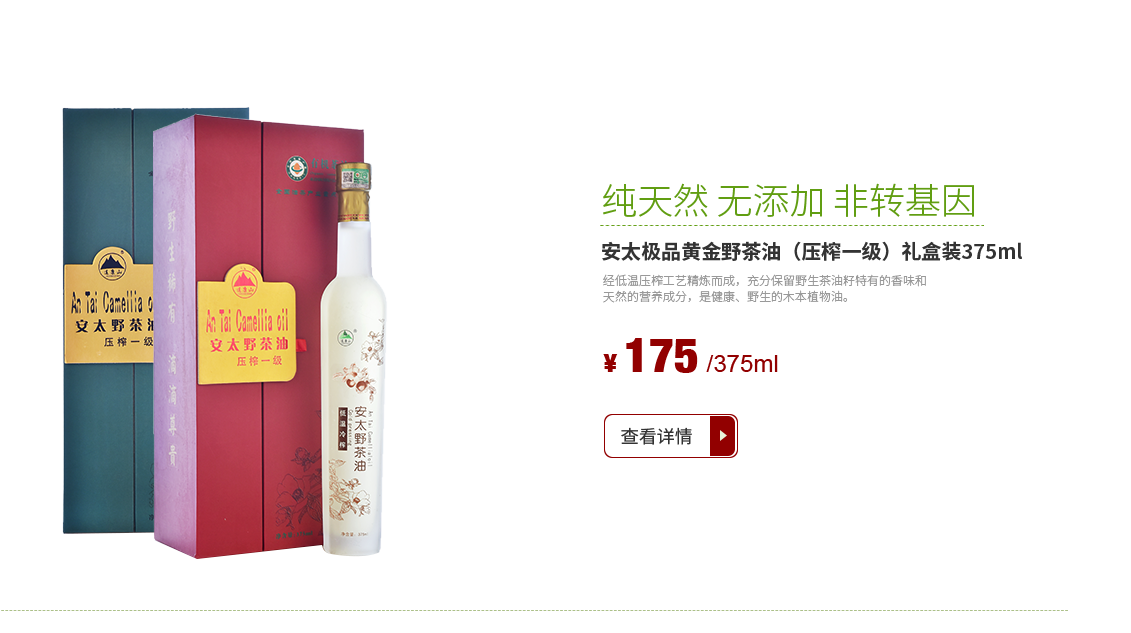 纯天然 无添加 非转基因
安太极品黄金野茶油（压榨一级）礼盒装375ml
经低温压榨工艺精炼而成，充分保留野生茶油籽特有的香味和
天然的营养成分，是健康、野生的木本植物油。
¥ 175 /375ml
查看详情
An Tai Camellia o
安太野茶油
压榨一级
野生稀有 滴滴其贵
An Tai Camellia oil
安太野茶油
压榨一级
安太野茶油
An Tai Camellia oil
低温冷榨